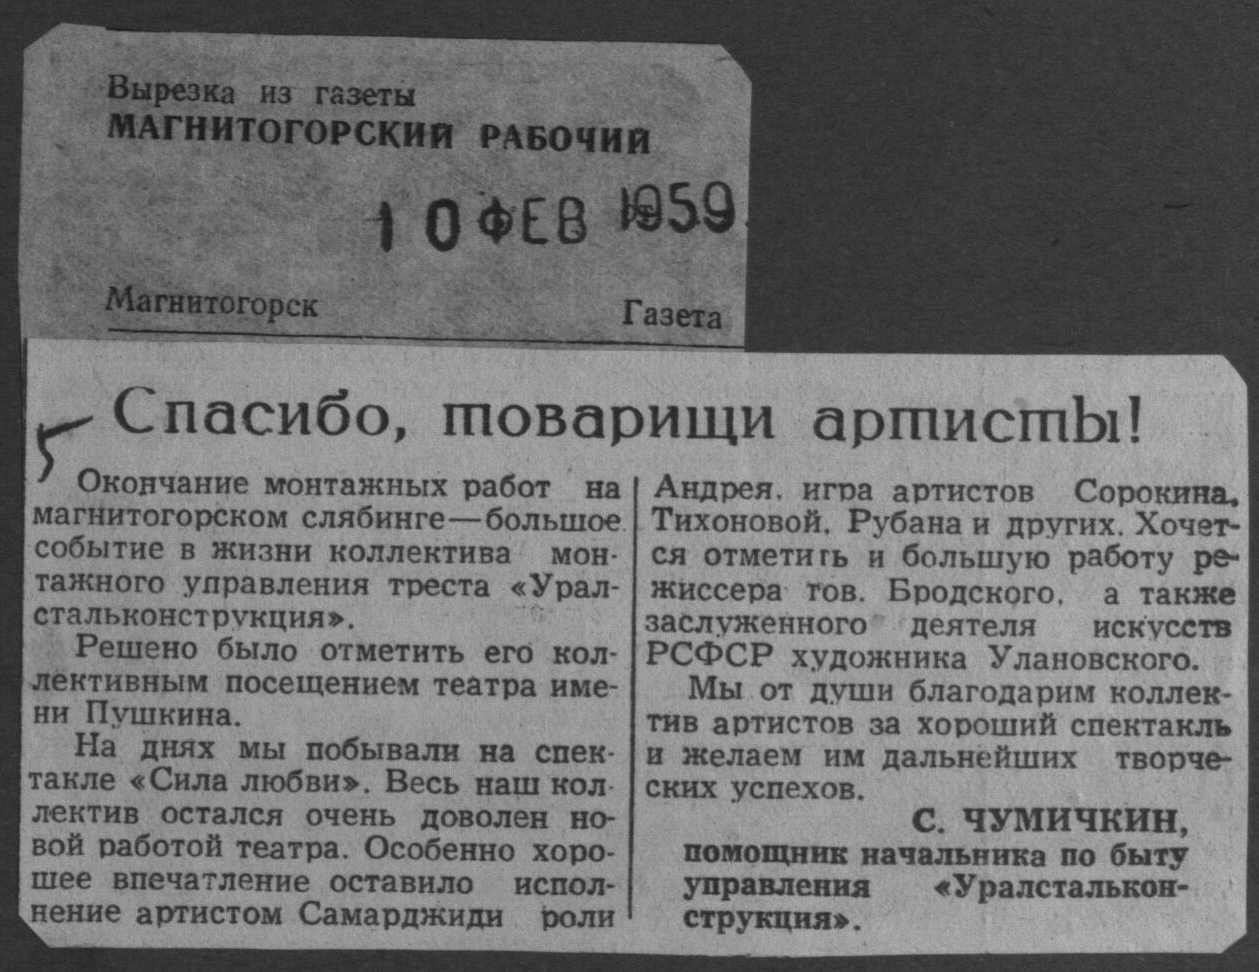 Вырезка из газеты
МАГНИТОГОРСКИЙ РАБОЧИЙ
10 ФЕВ 1959
Магнитогорск Газета
Спасибо, товарищи артисты!
Окончание монтажных работ на
магнитогорском слябинге—большое
событие в жизни коллектива мон-
тажного управления треста «Урал-
стальконструкция».
Решено было отметить его кол-
лективным посещением театра име-
ни Пушкина.
На днях мы побывали на спек-
такле «Сила любви». Весь наш кол-
лектив остался очень доволен но-
вой работой театра. Особенно хоро-
шее впечатление оставило испол-
нение артистом Самарджиди роли
Андрея, игра артистов Сорокина,
Тихоновой, Рубана и других. Хочет-
ся отметить и большую работу ре-
жиссера тов. Бродского, а также
заслуженного деятеля искусств
РСФСР художника Улановского.
Мы от души благодарим коллек-
тив артистов за хороший спектакль
и желаем им дальнейших творче-
ских успехов.
С. ЧУМИЧКИН,
помощник начальника по быту
управления «Уралсталькон-
струкция».